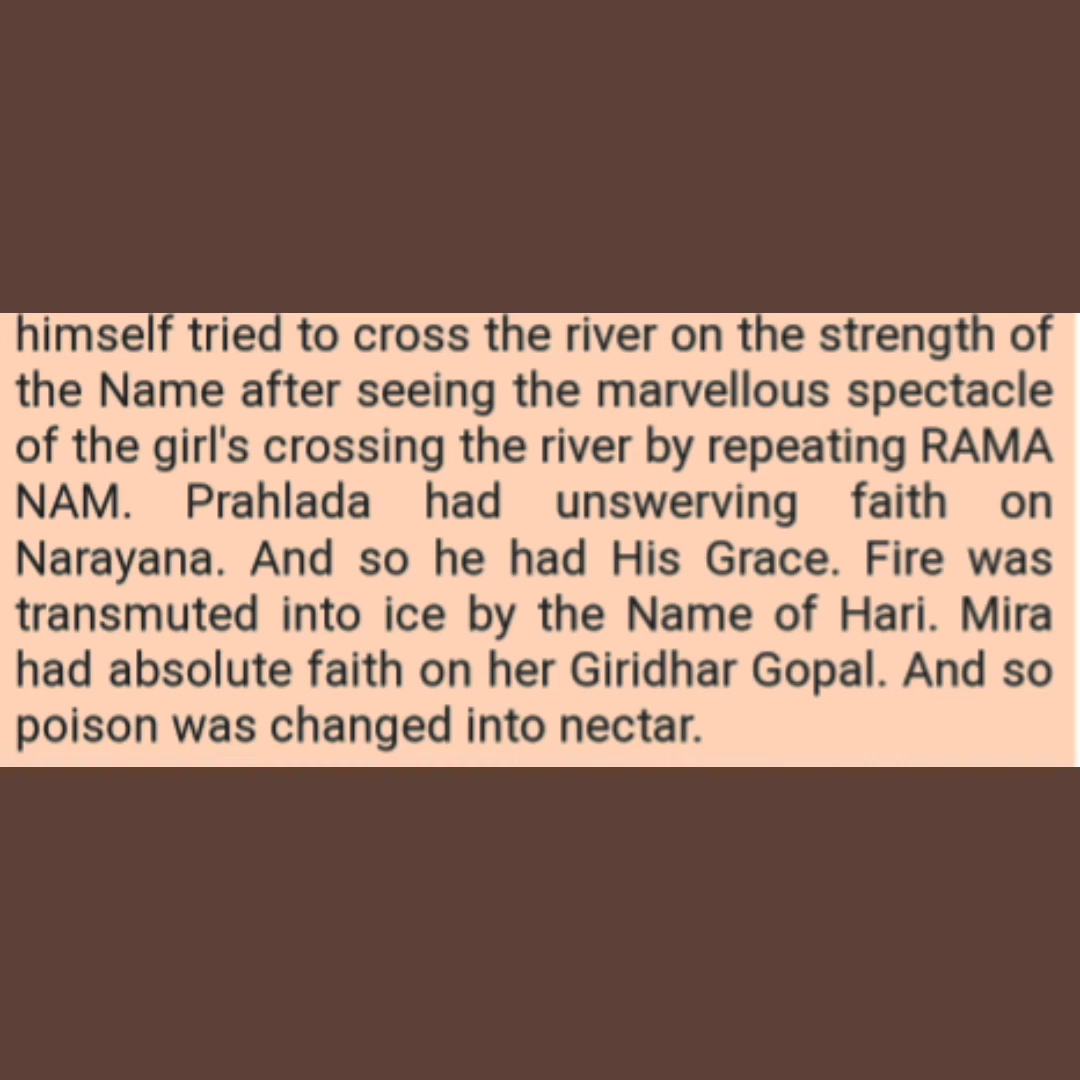 himself tried to cross the river on the strength of
the Name after seeing the marvellous spectacle
of the girl's crossing the river by repeating RAMA
NAM. Prahlada had unswerving faith on
Narayana. And so he had His Grace. Fire was
transmuted into ice by the Name of Hari. Mira
had absolute faith on her Giridhar Gopal. And so
poison was changed into nectar.